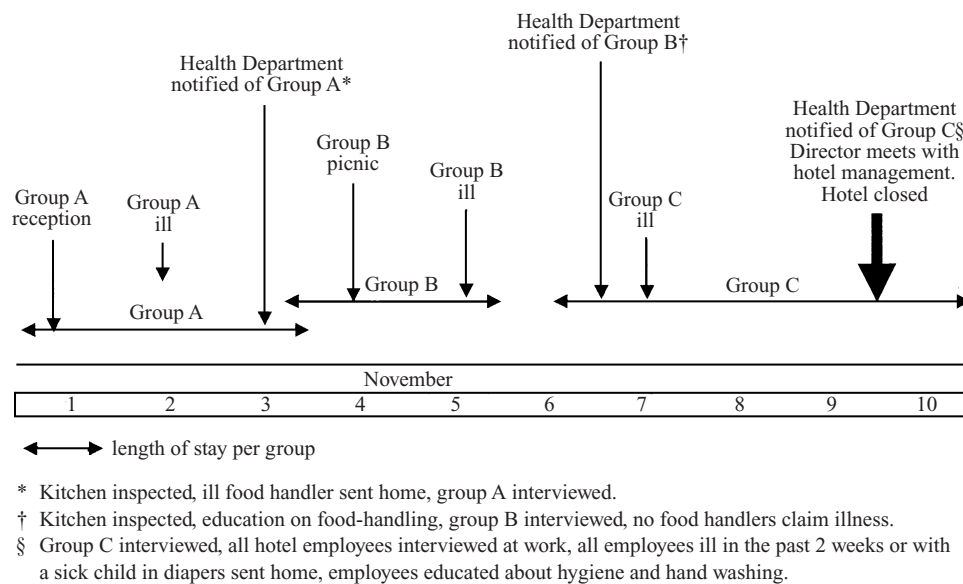 Health Department
notified of Group B†
Health Department
notified of Group A*
Health Department
notified of Group C§
Director meets with
hotel management.
Hotel closed
Group B
picnic
Group B
ill
Group A
reception
Group A
ill
Group C
ill
Group B
Group C
Group A
November
1 2 3 4 5 6 7 8 9 10
length of stay per group
* Kitchen inspected, ill food handler sent home, group A interviewed.
† Kitchen inspected, education on food-handling, group B interviewed, no food handlers claim illness.
§ Group C interviewed, all hotel employees interviewed at work, all employees ill in the past 2 weeks or with
a sick child in diapers sent home, employees educated about hygiene and hand washing.